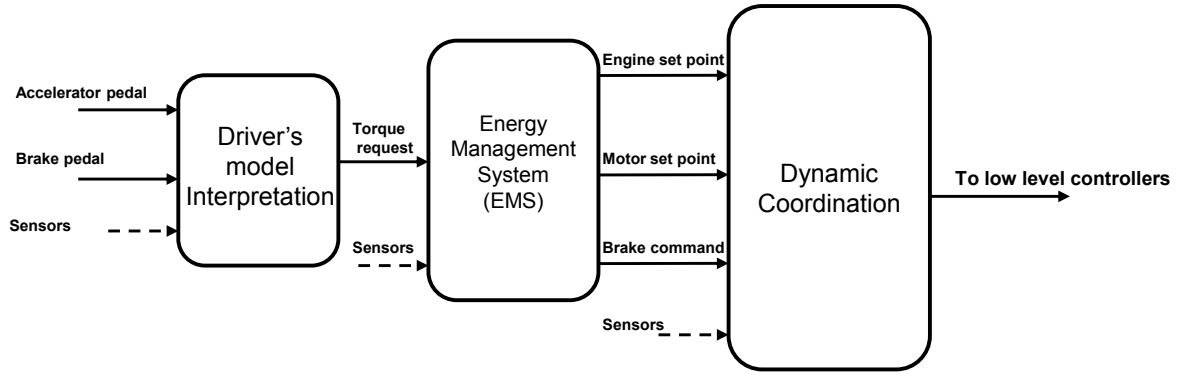 Accelerator pedal
Brake pedal
Sensors
Driver's
model
Interpretation
Torque
request
Sensors
Energy
Management
System
(EMS)
Engine set point
Motor set point
Brake command
Sensors
Dynamic
Coordination
To low level controllers